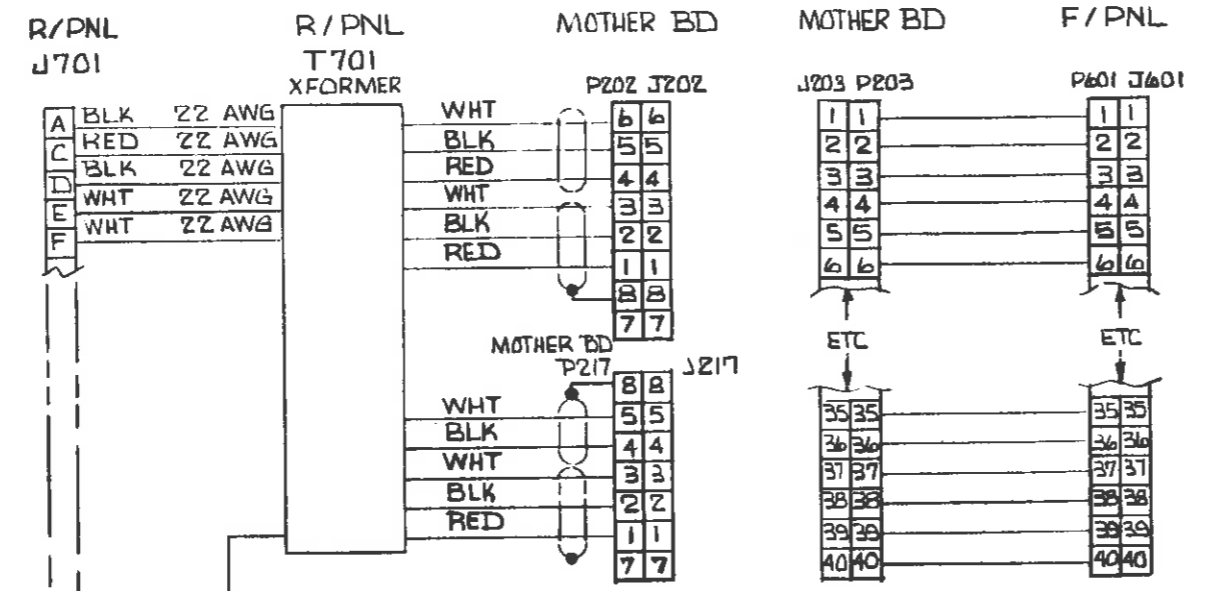 R/PNL R/PNL MOTHER BD MOTHER BD F/PNL
J701 T701
XFORMER P202 J202 J203 P203 P601 J601
A BLK 22 AWG WHT 6 6 1 1 1 1
C RED 22 AWG BLK 5 5 2 2 2 2
D BLK 22 AWG RED 4 4 3 3 3 3
E WHT 22 AWG WHT 3 3 4 4 4 4
F WHT 22 AWG BLK 2 2 5 5 5 5
RED 1 1 6 6 6 6
8 8
7 7
MOTHER BD ETC ETC
P217 J217
8 8
WHT 5 5 35 35 35 35
BLK 4 4 36 36 36 36
WHT 3 3 37 37 37 37
BLK 2 2 38 38 38 38
RED 1 1 39 39 39 39
7 7 40 40 40 40